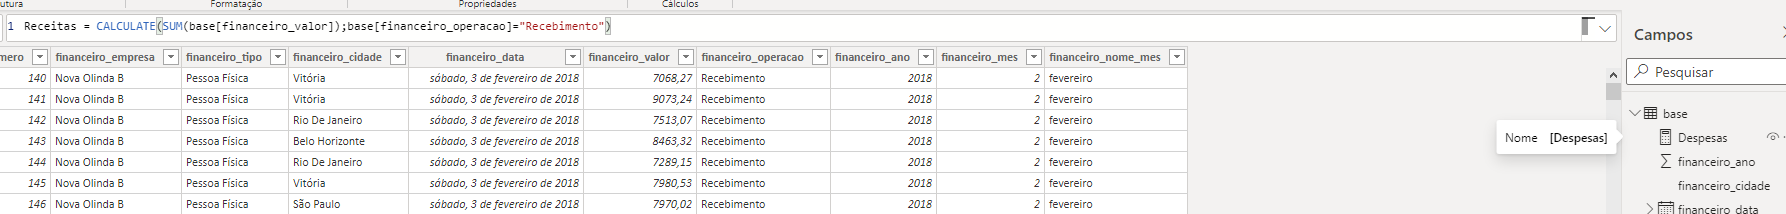 utura Formatação Propriedades Cálculos
1 Receitas = CALCULATE(SUM(base[financeiro_valor]);base[financeiro_operacao]="Recebimento")
mero financeiro_empresa financeiro_tipo financeiro_cidade financeiro_data financeiro_valor financeiro_operacao financeiro_ano financeiro_mes financeiro_nome_mes
140 Nova Olinda B Pessoa Física Vitória sábado, 3 de fevereiro de 2018 7068,27 Recebimento 2018 2 fevereiro
141 Nova Olinda B Pessoa Física Vitória sábado, 3 de fevereiro de 2018 9073,24 Recebimento 2018 2 fevereiro
142 Nova Olinda B Pessoa Física Rio De Janeiro sábado, 3 de fevereiro de 2018 7513,07 Recebimento 2018 2 fevereiro
143 Nova Olinda B Pessoa Física Belo Horizonte sábado, 3 de fevereiro de 2018 8463,32 Recebimento 2018 2 fevereiro
144 Nova Olinda B Pessoa Física Rio De Janeiro sábado, 3 de fevereiro de 2018 7289,15 Recebimento 2018 2 fevereiro
145 Nova Olinda B Pessoa Física Vitória sábado, 3 de fevereiro de 2018 7980,53 Recebimento 2018 2 fevereiro
146 Nova Olinda B Pessoa Física São Paulo sábado, 3 de fevereiro de 2018 7970,02 Recebimento 2018 2 fevereiro
Nome [Despesas]
Campos
Pesquisar
base
Despesas
financeiro_ano
financeiro_cidade
financeiro_data